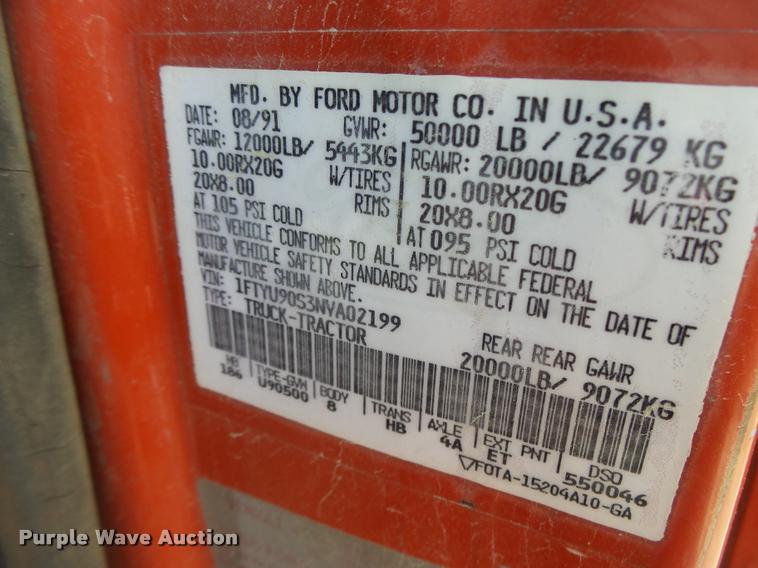 MFD. BY FORD MOTOR CO. IN U.S.A.
DATE: 08/91 GVWR: 50000 LB / 22679 KG
FGAWR: 12000LB/ 5443KG RGAWR: 20000LB/ 9072KG
10.00RX20G W/TIRES 10.00RX20G W/TIRES
20X8.00 RIMS 20X8.00 RIMS
AT 105 PSI COLD AT 095 PSI COLD
THIS VEHICLE CONFORMS TO ALL APPLICABLE FEDERAL
MOTOR VEHICLE SAFETY STANDARDS IN EFFECT ON THE DATE OF
MANUFACTURE SHOWN ABOVE.
VIN: 1FTYU90S3NVA02199
TYPE: TRUCK-TRACTOR REAR REAR GAWR
20000LB/ 9072KG
WB TYPE-GVW BODY TRANS AXLE EXT PNT DSO
186 U90500 8 HB 4A ET 550046
F0TA-15204A10-GA
Purple Wave Auction